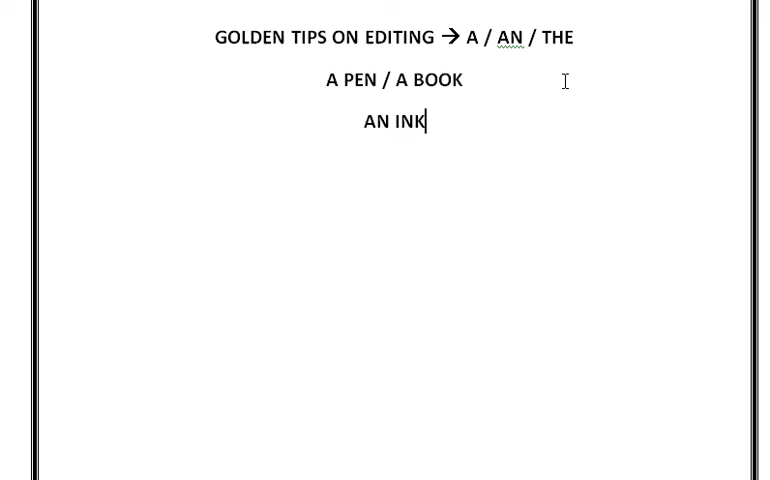 GOLDEN TIPS ON EDITING → A / AN / THE
A PEN / A BOOK
AN INK